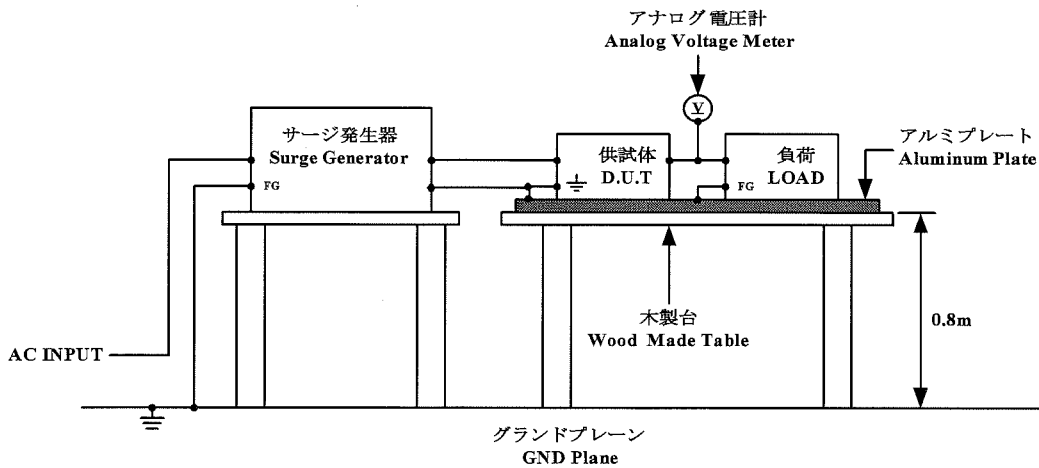 アナログ電圧計
Analog Voltage Meter
V
サージ発生器
Surge Generator
FG
供試体
D.U.T
負荷
LOAD
FG
アルミプレート
Aluminum Plate
木製台
Wood Made Table
0.8m
AC INPUT
グランドプレーン
GND Plane